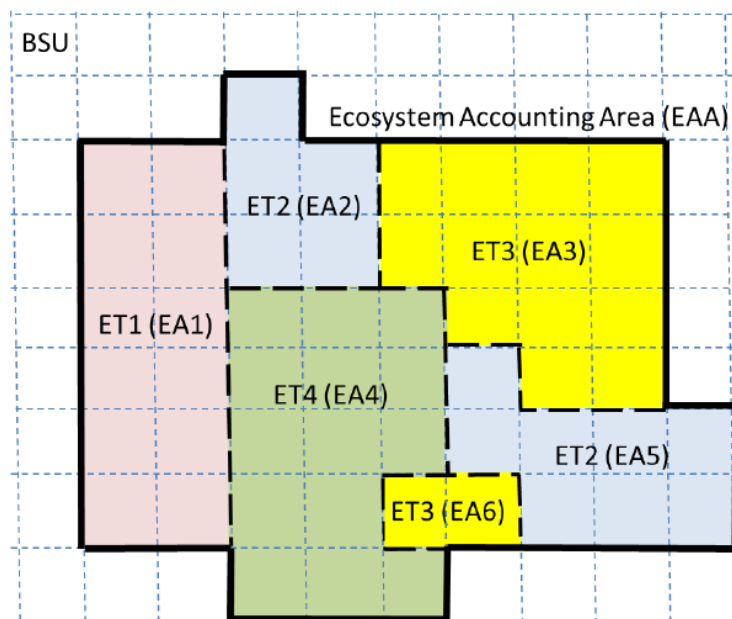 BSU
Ecosystem Accounting Area (EAA)
ET2 (EA2)
ET3 (EA3)
ET1 (EA1)
ET4 (EA4)
ET2 (EA5)
ET3 (EA6)